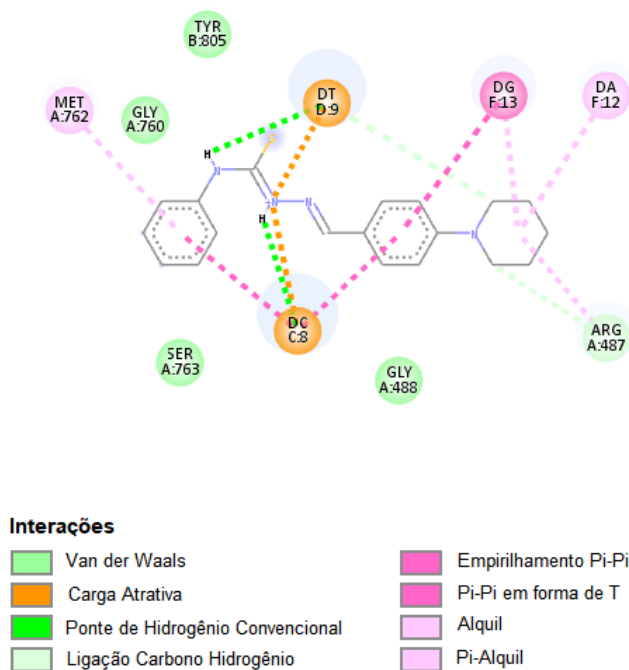 TYR
B:805
MET
A:762
GLY
A:760
DT
D:9
DG
F:13
DA
F:12
H
S
N
N
N
N
H
+
DC
C:8
ARG
A:487
SER
A:763
GLY
A:488
Interações
Van der Waals
Carga Atrativa
Ponte de Hidrogênio Convencional
Ligação Carbono Hidrogênio
Empirilhamento Pi-Pi
Pi-Pi em forma de T
Alquil
Pi-Alquil